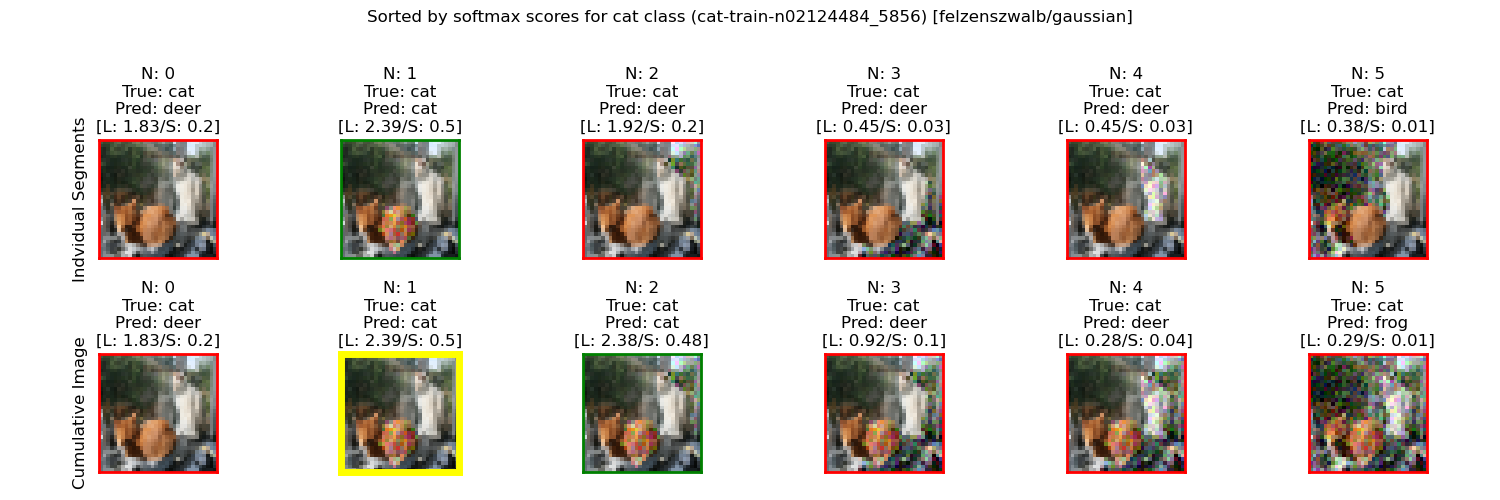 Sorted by softmax scores for cat class (cat-train-n02124484_5856) [felzenszwalb/gaussian]
Indvidual Segments
N: 0
True: cat
Pred: deer
[L: 1.83/S: 0.2]
N: 1
True: cat
Pred: cat
[L: 2.39/S: 0.5]
N: 2
True: cat
Pred: deer
[L: 1.92/S: 0.2]
N: 3
True: cat
Pred: deer
[L: 0.45/S: 0.03]
N: 4
True: cat
Pred: deer
[L: 0.45/S: 0.03]
N: 5
True: cat
Pred: bird
[L: 0.38/S: 0.01]
Cumulative Image
N: 0
True: cat
Pred: deer
[L: 1.83/S: 0.2]
N: 1
True: cat
Pred: cat
[L: 2.39/S: 0.5]
N: 2
True: cat
Pred: cat
[L: 2.38/S: 0.48]
N: 3
True: cat
Pred: deer
[L: 0.92/S: 0.1]
N: 4
True: cat
Pred: deer
[L: 0.28/S: 0.04]
N: 5
True: cat
Pred: frog
[L: 0.29/S: 0.01]